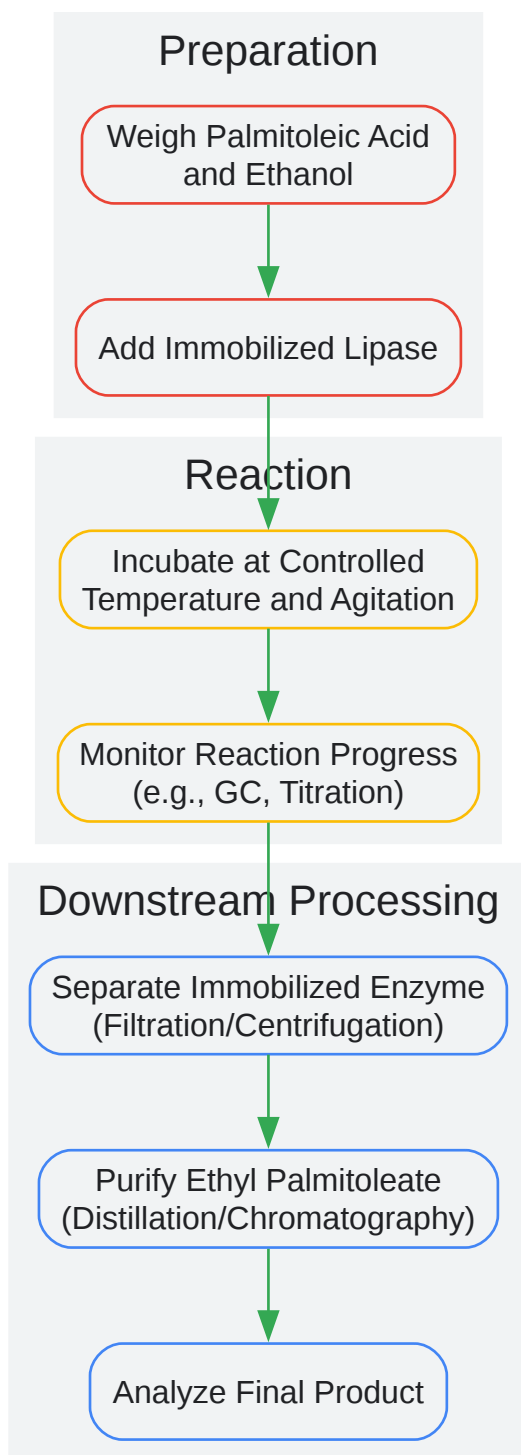 Preparation
Weigh Palmitoleic Acid
and Ethanol
Add Immobilized Lipase
Reaction
Incubate at Controlled
Temperature and Agitation
Monitor Reaction Progress
(e.g., GC, Titration)
Downstream Processing
Separate Immobilized Enzyme
(Filtration/Centrifugation)
Purify Ethyl Palmitoleate
(Distillation/Chromatography)
Analyze Final Product